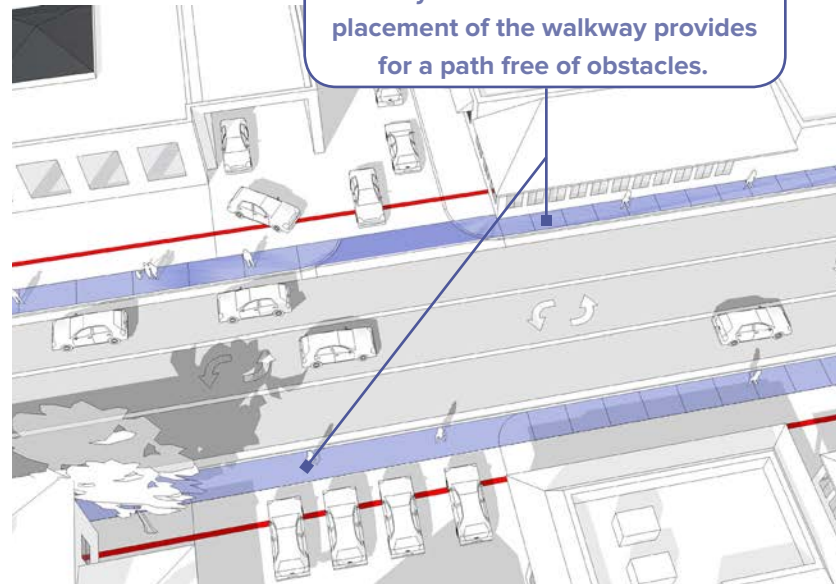 placement of the walkway provides
for a path free of obstacles.